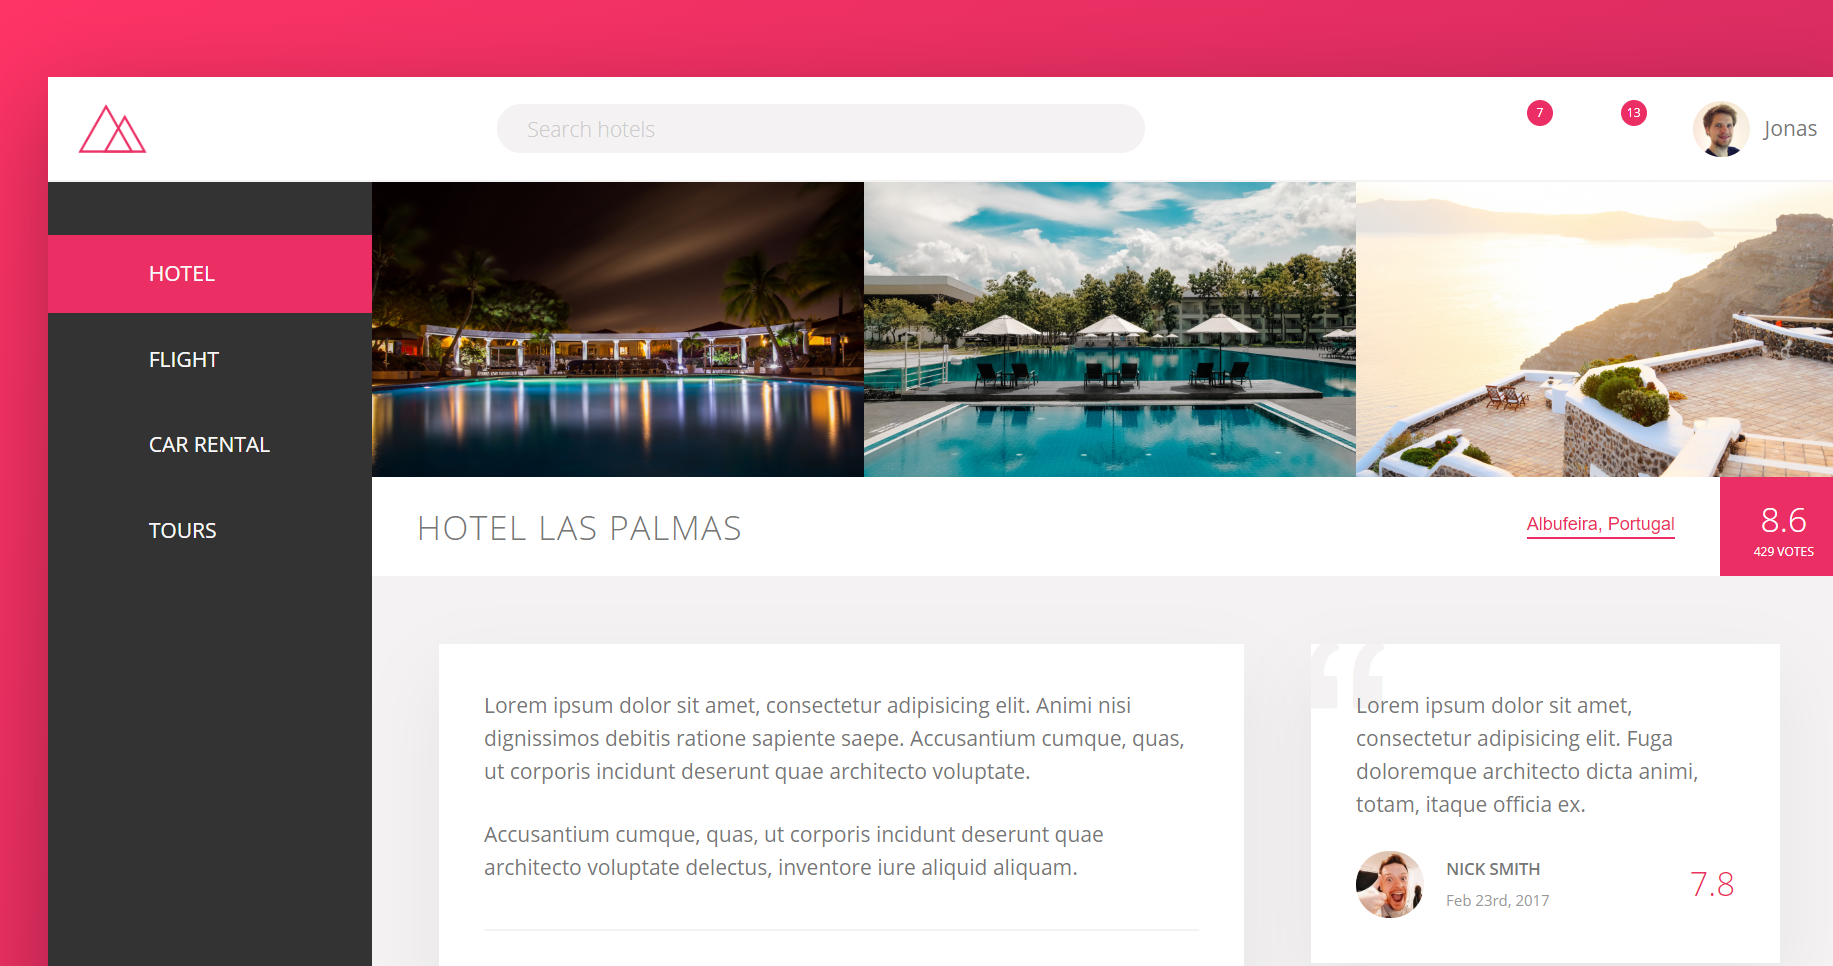 Search hotels
7
13
Jonas
HOTEL
FLIGHT
CAR RENTAL
TOURS
HOTEL LAS PALMAS
Albufeira, Portugal
8.6
429 VOTES
Lorem ipsum dolor sit amet, consectetur adipisicing elit. Animi nisi
dignissimos debitis ratione sapiente saepe. Accusantium cumque, quas,
ut corporis incidunt deserunt quae architecto voluptate.
Accusantium cumque, quas, ut corporis incidunt deserunt quae
architecto voluptate delectus, inventore iure aliquid aliquam.
“
Lorem ipsum dolor sit amet,
consectetur adipisicing elit. Fuga
doloremque architecto dicta animi,
totam, itaque officia ex.
NICK SMITH
Feb 23rd, 2017
7.8